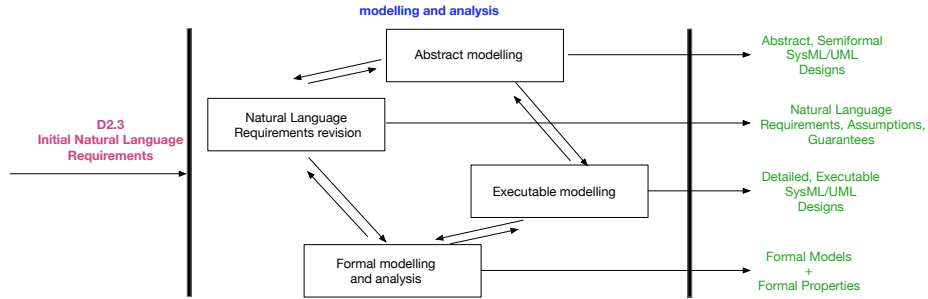 modelling and analysis
Abstract modelling
Abstract, Semiformal
SysML/UML
Designs
D2.3
Initial Natural Language
Requirements
Natural Language
Requirements revision
Natural Language
Requirements, Assumptions,
Guarantees
Executable modelling
Detailed, Executable
SysML/UML
Designs
Formal modelling
and analysis
Formal Models
+
Formal Properties